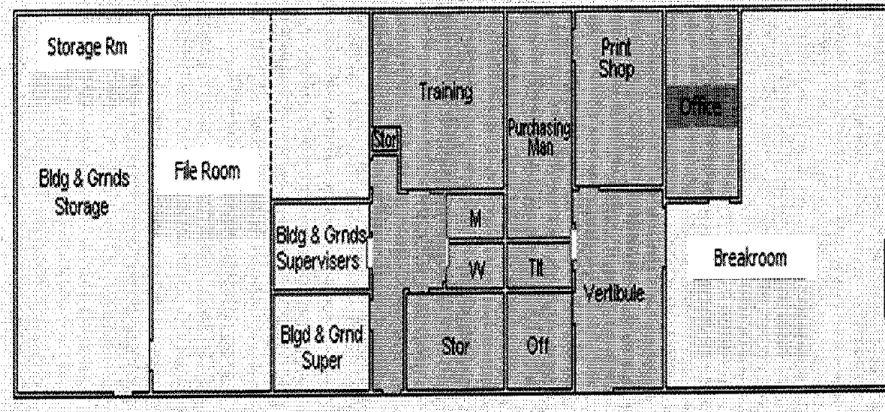 Storage Rm
Bldg & Grnds
Storage
File Room
Training
Stor
Purchasing
Man
Print
Shop
Office
Bldg & Grnds
Supervisers
M
W
Tlt
Blgd & Grnd
Super
Stor
Off
Vertibule
Breakroom